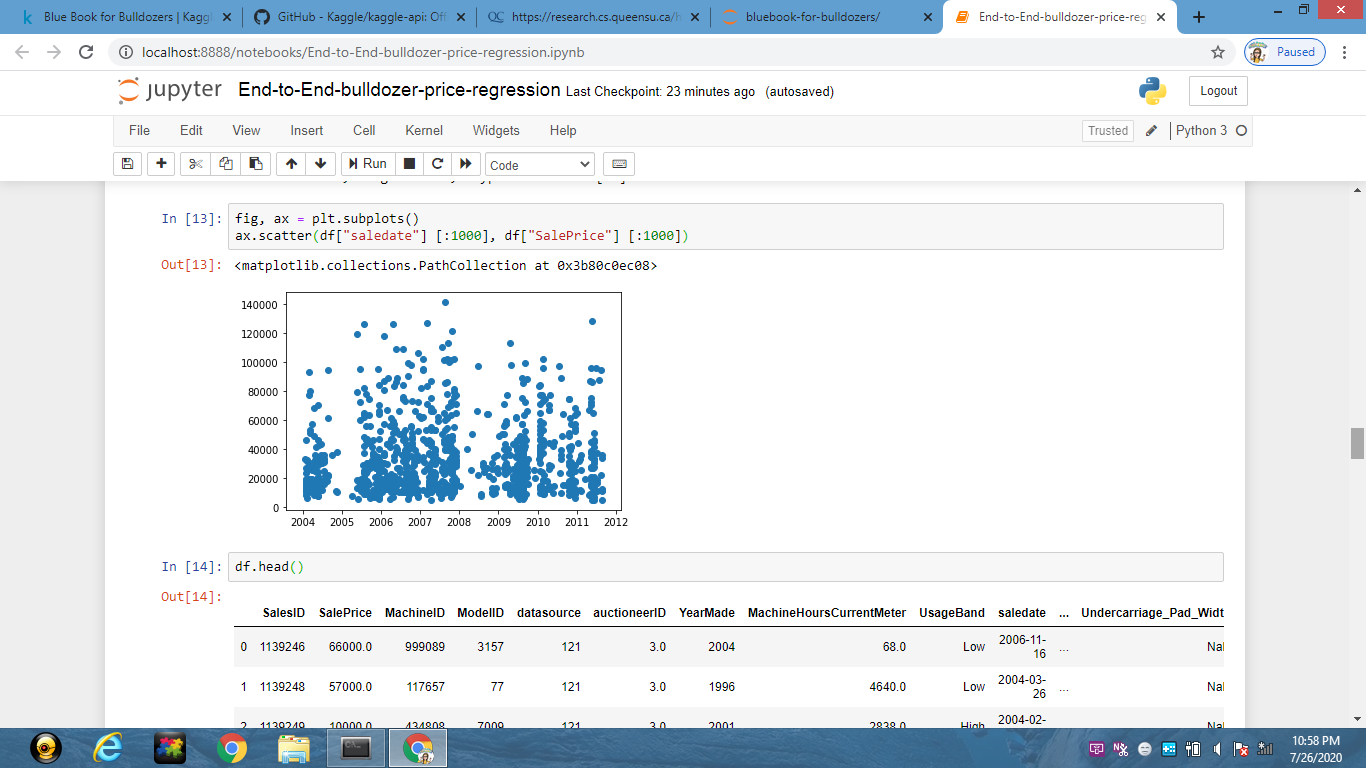 Blue Book for Bulldozers | Kaggl
GitHub - Kaggle/kaggle-api: Off
QC https://research.cs.queensu.ca/h
bluebook-for-bulldozers/
End-to-End-bulldozer-price-reg
localhost:8888/notebooks/End-to-End-bulldozer-price-regression.ipynb
Paused
jupyter End-to-End-bulldozer-price-regression Last Checkpoint: 23 minutes ago (autosaved)
Logout
File Edit View Insert Cell Kernel Widgets Help
Trusted
Python 3
Run
Code
In [13]: fig, ax = plt.subplots()
ax.scatter(df["saledate"] [:1000], df["SalePrice"] [:1000])
Out[13]: <matplotlib.collections.PathCollection at 0x3b80c0ec08>
140000
120000
100000
80000
60000
40000
20000
0
2004 2005 2006 2007 2008 2009 2010 2011 2012
In [14]: df.head()
Out[14]:
SalesID SalePrice MachineID ModelID datasource auctioneerID YearMade MachineHoursCurrentMeter UsageBand saledate ... Undercarriage_Pad_Widt
0 1139246 66000.0 999089 3157 121 3.0 2004 68.0 Low 2006-11-16 ... Na
1 1139248 57000.0 117657 77 121 3.0 1996 4640.0 Low 2004-03-26 ... Na
2 1139249 10000.0 434808 7009 121 3.0 2001 2838.0 High 2004-02- ... Na
10:58 PM
7/26/2020